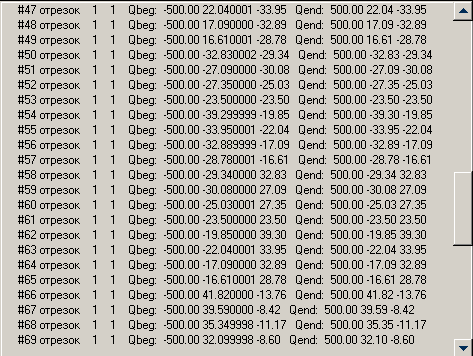 #47 отрезок 1 1 Qbeg: -500.00 22.040001 -33.95 Qend: 500.00 22.04 -33.95
#48 отрезок 1 1 Qbeg: -500.00 17.090000 -32.89 Qend: 500.00 17.09 -32.89
#49 отрезок 1 1 Qbeg: -500.00 16.610001 -28.78 Qend: 500.00 16.61 -28.78
#50 отрезок 1 1 Qbeg: -500.00 -32.830002 -29.34 Qend: 500.00 -32.83 -29.34
#51 отрезок 1 1 Qbeg: -500.00 -27.090000 -30.08 Qend: 500.00 -27.09 -30.08
#52 отрезок 1 1 Qbeg: -500.00 -27.350000 -25.03 Qend: 500.00 -27.35 -25.03
#53 отрезок 1 1 Qbeg: -500.00 -23.500000 -23.50 Qend: 500.00 -23.50 -23.50
#54 отрезок 1 1 Qbeg: -500.00 -39.299999 -19.85 Qend: 500.00 -39.30 -19.85
#55 отрезок 1 1 Qbeg: -500.00 -33.950001 -22.04 Qend: 500.00 -33.95 -22.04
#56 отрезок 1 1 Qbeg: -500.00 -32.889999 -17.09 Qend: 500.00 -32.89 -17.09
#57 отрезок 1 1 Qbeg: -500.00 -28.780001 -16.61 Qend: 500.00 -28.78 -16.61
#58 отрезок 1 1 Qbeg: -500.00 -29.340000 32.83 Qend: 500.00 -29.34 32.83
#59 отрезок 1 1 Qbeg: -500.00 -30.080000 27.09 Qend: 500.00 -30.08 27.09
#60 отрезок 1 1 Qbeg: -500.00 -25.030001 27.35 Qend: 500.00 -25.03 27.35
#61 отрезок 1 1 Qbeg: -500.00 -23.500000 23.50 Qend: 500.00 -23.50 23.50
#62 отрезок 1 1 Qbeg: -500.00 -19.850000 39.30 Qend: 500.00 -19.85 39.30
#63 отрезок 1 1 Qbeg: -500.00 -22.040001 33.95 Qend: 500.00 -22.04 33.95
#64 отрезок 1 1 Qbeg: -500.00 -17.090000 32.89 Qend: 500.00 -17.09 32.89
#65 отрезок 1 1 Qbeg: -500.00 -16.610001 28.78 Qend: 500.00 -16.61 28.78
#66 отрезок 1 1 Qbeg: -500.00 41.820000 -13.76 Qend: 500.00 41.82 -13.76
#67 отрезок 1 1 Qbeg: -500.00 39.590000 -8.42 Qend: 500.00 39.59 -8.42
#68 отрезок 1 1 Qbeg: -500.00 35.349998 -11.17 Qend: 500.00 35.35 -11.17
#69 отрезок 1 1 Qbeg: -500.00 32.099998 -8.60 Qend: 500.00 32.10 -8.60